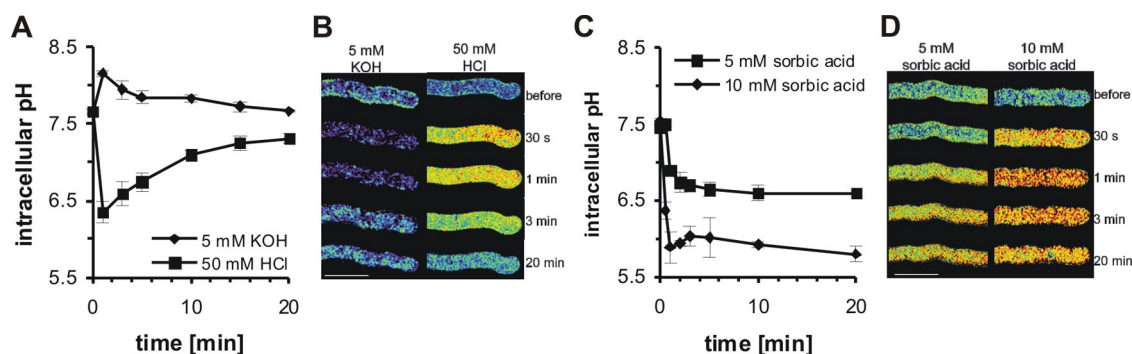 A
8.5
7.5
6.5
5.5
intracellular pH
5 mM KOH
50 mM HCl
0
10
20
time [min]
B
5 mM
KOH
50 mM
HCl
before
30 s
1 min
3 min
20 min
C
8.5
7.5
6.5
5.5
intracellular pH
5 mM sorbic acid
10 mM sorbic acid
0
10
20
time [min]
D
5 mM
sorbic acid
10 mM
sorbic acid
before
30 s
1 min
3 min
20 min